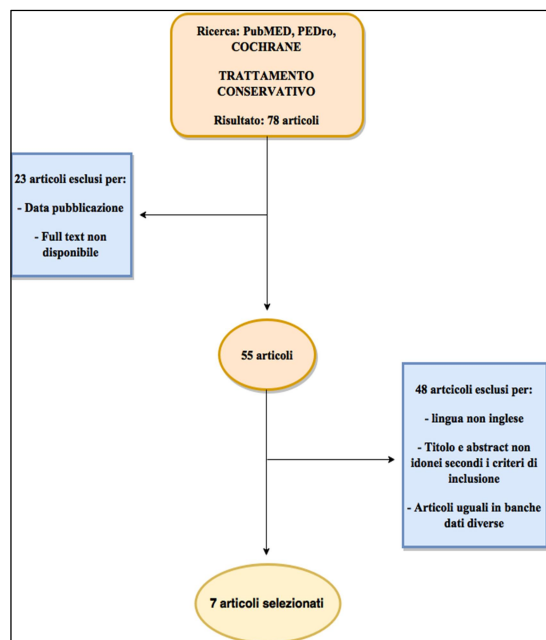 Ricerca: PubMED, PEDro,
COCHRANE
TRATTAMENTO
CONSERVATIVO
Risultato: 78 articoli
23 articoli esclusi per:
- Data pubblicazione
- Full text non
disponibile
55 articoli
48 artcicoli esclusi per:
- lingua non inglese
- Titolo e abstract non
idonei secondi i criteri di
inclusione
- Articoli uguali in banche
dati diverse
7 articoli selezionati